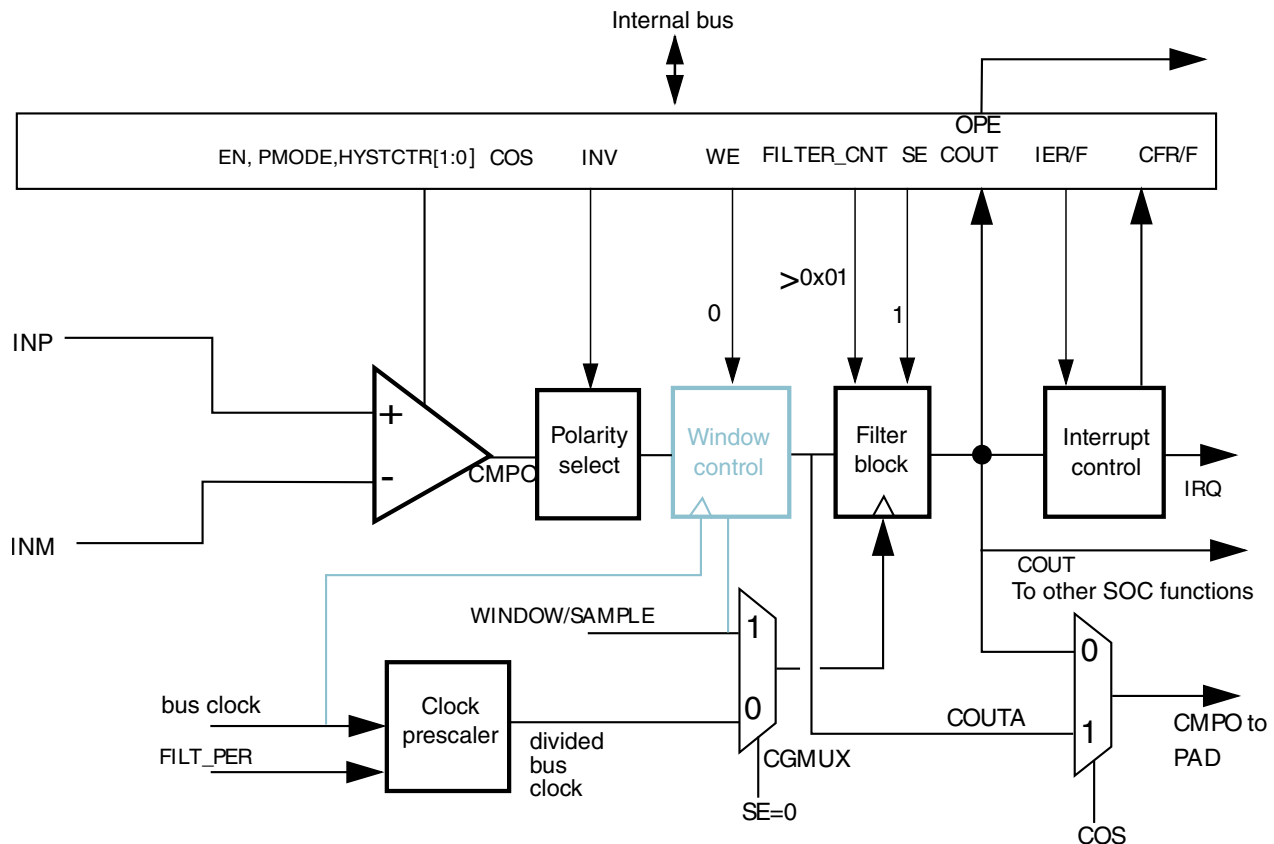 Internal bus
OPE
EN, PMODE,HYSTCTR[1:0] COS INV WE FILTER_CNT SE COUT IER/F CFR/F
>0x01
0
1
INP
+
Polarity
select
Window
control
Filter
block
Interrupt
control
-
CMPO
IRQ
INM
COUT
To other SOC functions
WINDOW/SAMPLE
1
0
0
1
bus clock
Clock
prescaler
FILT_PER
divided
bus
clock
COUTA
CMPO to
PAD
CGMUX
SE=0
COS